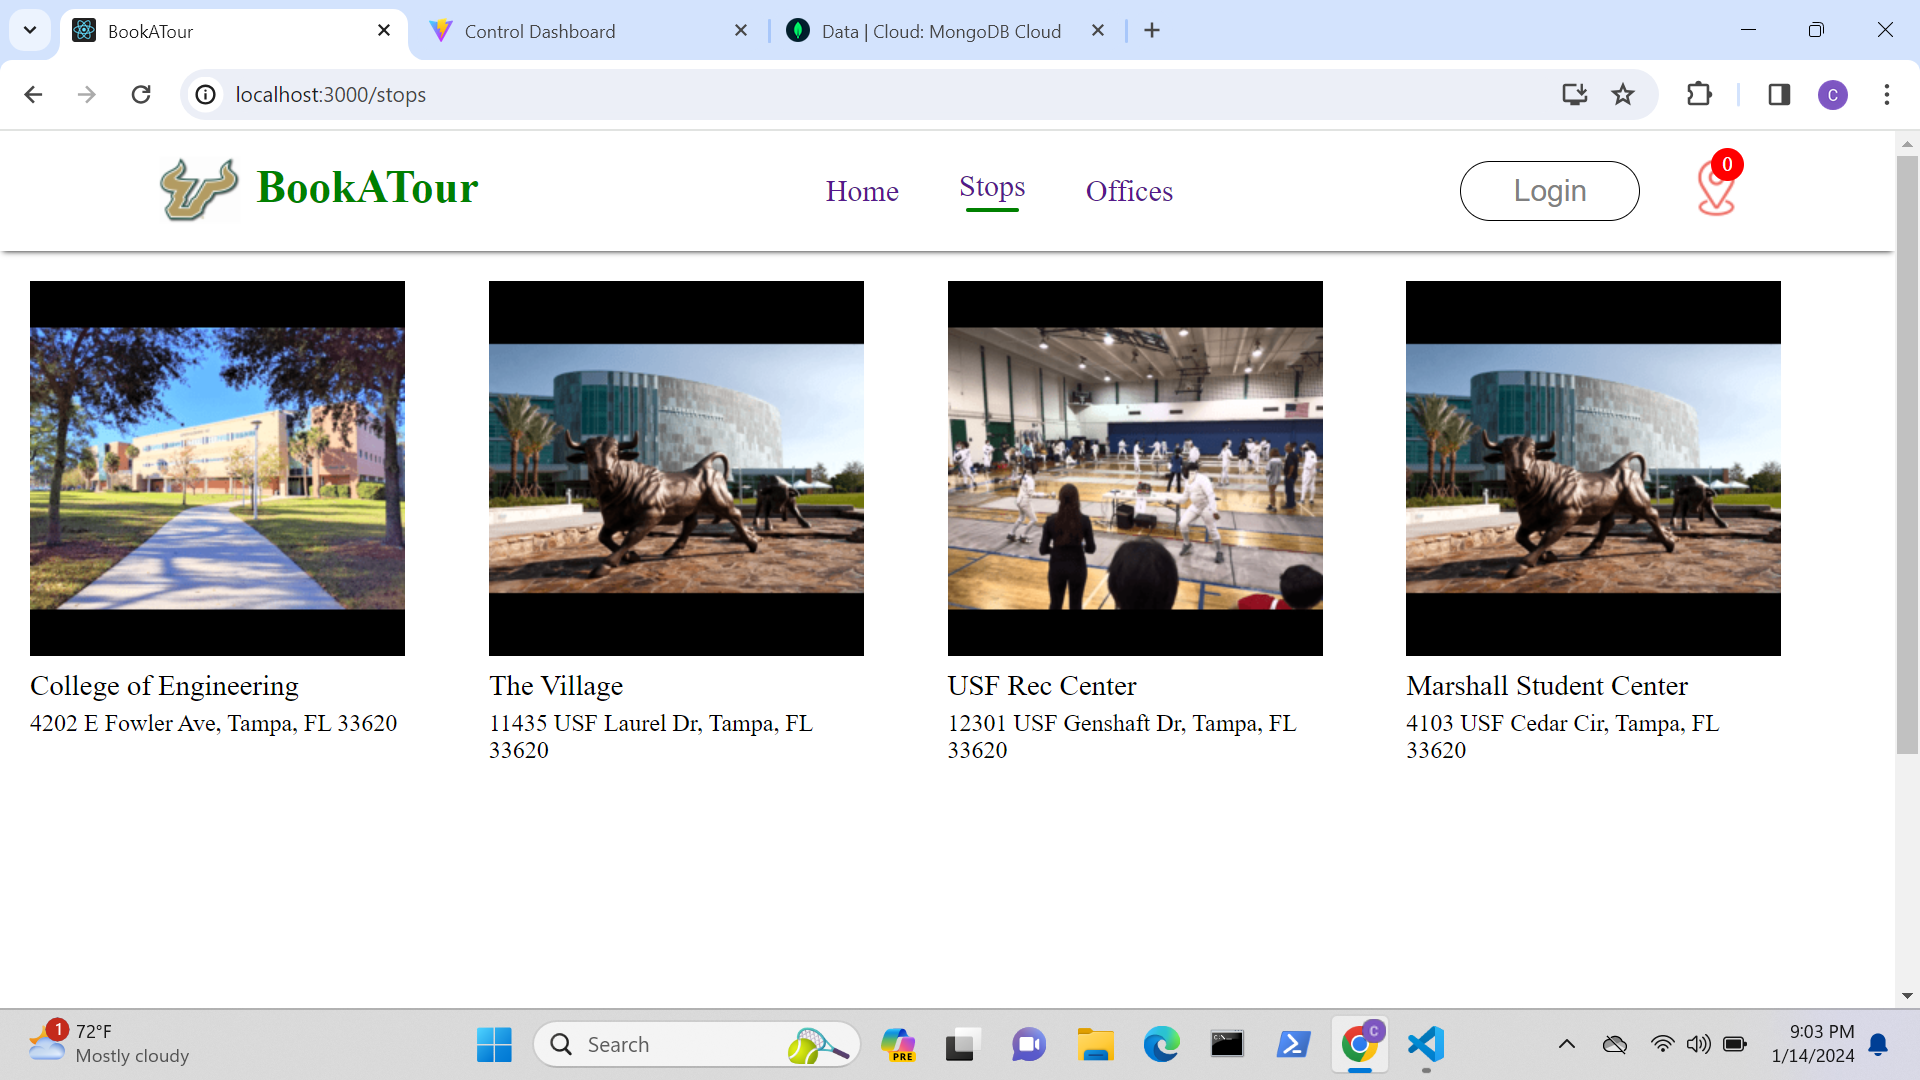 BookATour
Control Dashboard
Data | Cloud: MongoDB Cloud
localhost:3000/stops
C
BookATour
Home
Stops
Offices
Login
0
College of Engineering
4202 E Fowler Ave, Tampa, FL 33620
The Village
11435 USF Laurel Dr, Tampa, FL
33620
USF Rec Center
12301 USF Genshaft Dr, Tampa, FL
33620
Marshall Student Center
4103 USF Cedar Cir, Tampa, FL
33620
1
72°F
Mostly cloudy
Search
PRE
C
9:03 PM
1/14/2024